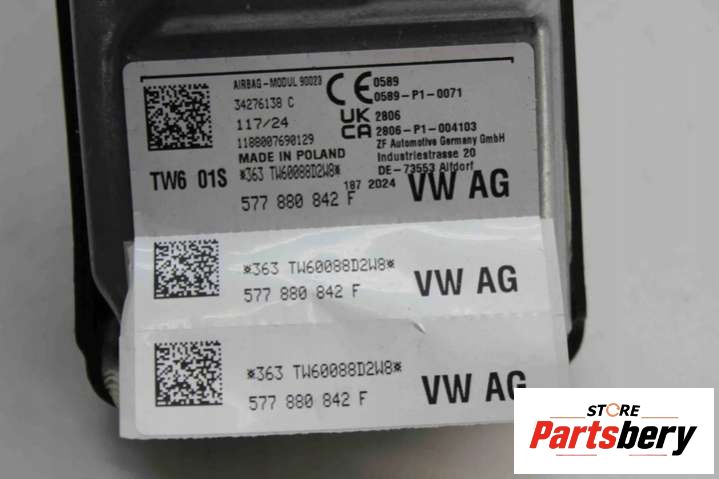 AIRBAG-MODUL 90023
34276138 C
117/24
1188007690129
MADE IN POLAND
TW6 01S
*363 TW60088D2W8*
577 880 842 F
CE 0589
0589-P1-0071
UK CA 2806
2806-P1-004103
ZF Automotive Germany GmbH
Industriestrasse 20
DE-73553 Alfdorf
187 2024
VW AG
*363 TW60088D2W8*
577 880 842 F
VW AG
*363 TW60088D2W8*
577 880 842 F
VW AG
STORE
Partsbery